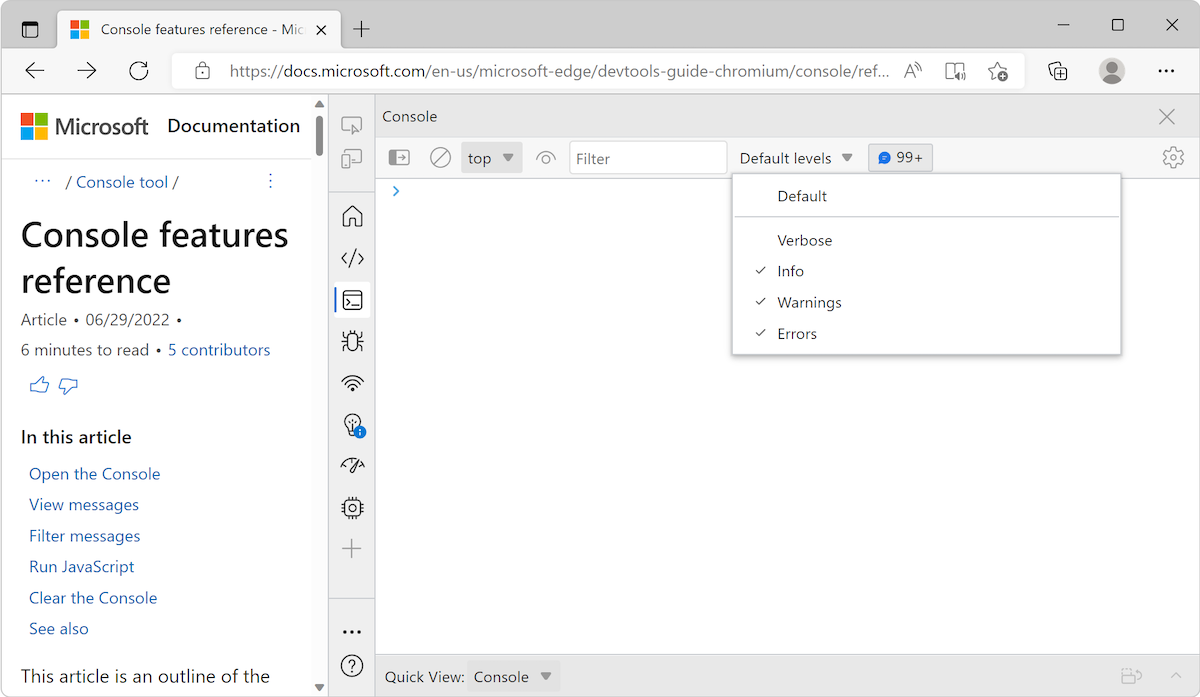 Console features reference - Mic
https://docs.microsoft.com/en-us/microsoft-edge/devtools-guide-chromium/console/ref...
Microsoft Documentation
··· / Console tool /
Console features
reference
Article • 06/29/2022 •
6 minutes to read • 5 contributors
In this article
Open the Console
View messages
Filter messages
Run JavaScript
Clear the Console
See also
This article is an outline of the
Console
top Filter Default levels 99+
Default
Verbose
Info
Warnings
Errors
Quick View: Console